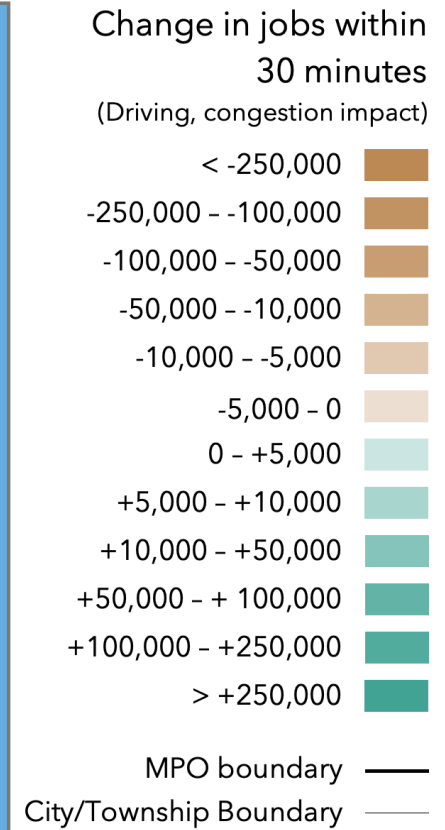 Change in jobs within
30 minutes
(Driving, congestion impact)
< -250,000
-250,000 – -100,000
-100,000 – -50,000
-50,000 – -10,000
-10,000 – -5,000
-5,000 – 0
0 – +5,000
+5,000 – +10,000
+10,000 – +50,000
+50,000 – + 100,000
+100,000 – +250,000
> +250,000
MPO boundary
City/Township Boundary